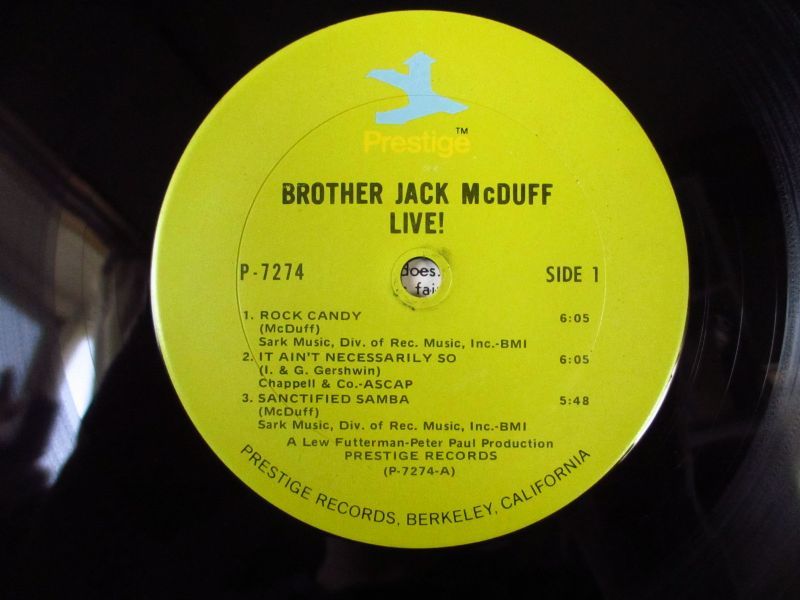 Prestige™
BROTHER JACK McDUFF
LIVE!
P-7274
SIDE 1
does.
fai
1. ROCK CANDY 6:05
(McDuff)
Sark Music, Div. of Rec. Music, Inc.-BMI
2. IT AIN'T NECESSARILY SO 6:05
(I. & G. Gershwin)
Chappell & Co.-ASCAP
3. SANCTIFIED SAMBA 5:48
(McDuff)
Sark Music, Div. of Rec. Music, Inc.-BMI
A Lew Futterman-Peter Paul Production
PRESTIGE RECORDS
(P-7274-A)
PRESTIGE RECORDS, BERKELEY, CALIFORNIA